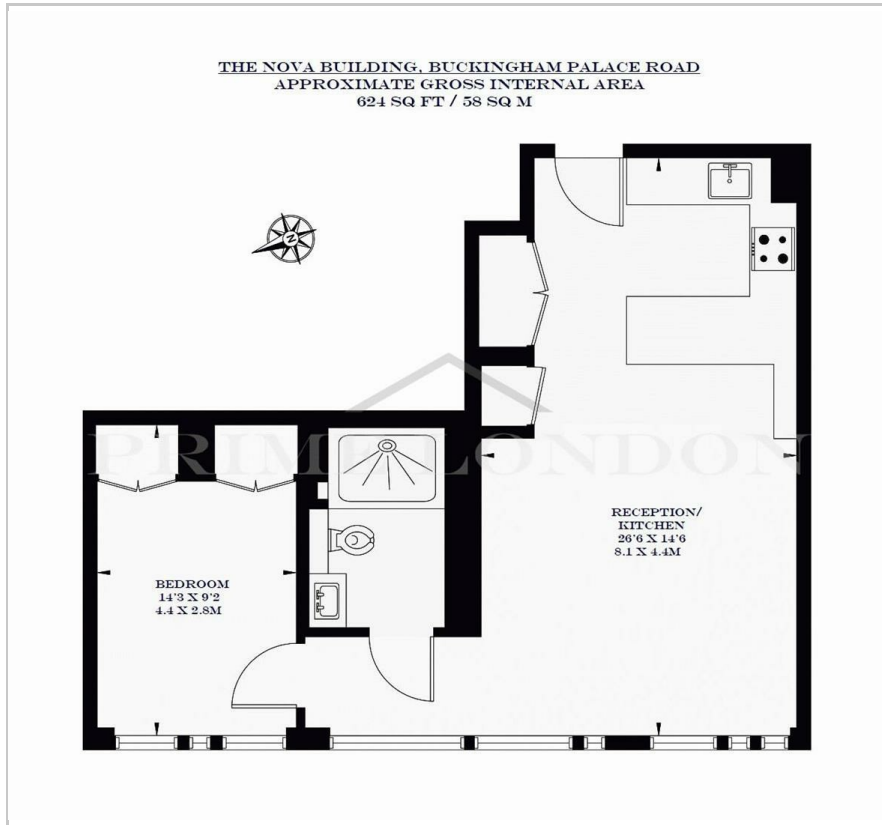 THE NOVA BUILDING, BUCKINGHAM PALACE ROAD
APPROXIMATE GROSS INTERNAL AREA
624 SQ FT / 58 SQ M
N
PRIME LONDON
RECEPTION/
KITCHEN
26'6 X 14'6
8.1 X 4.4M
BEDROOM
14'3 X 9'2
4.4 X 2.8M